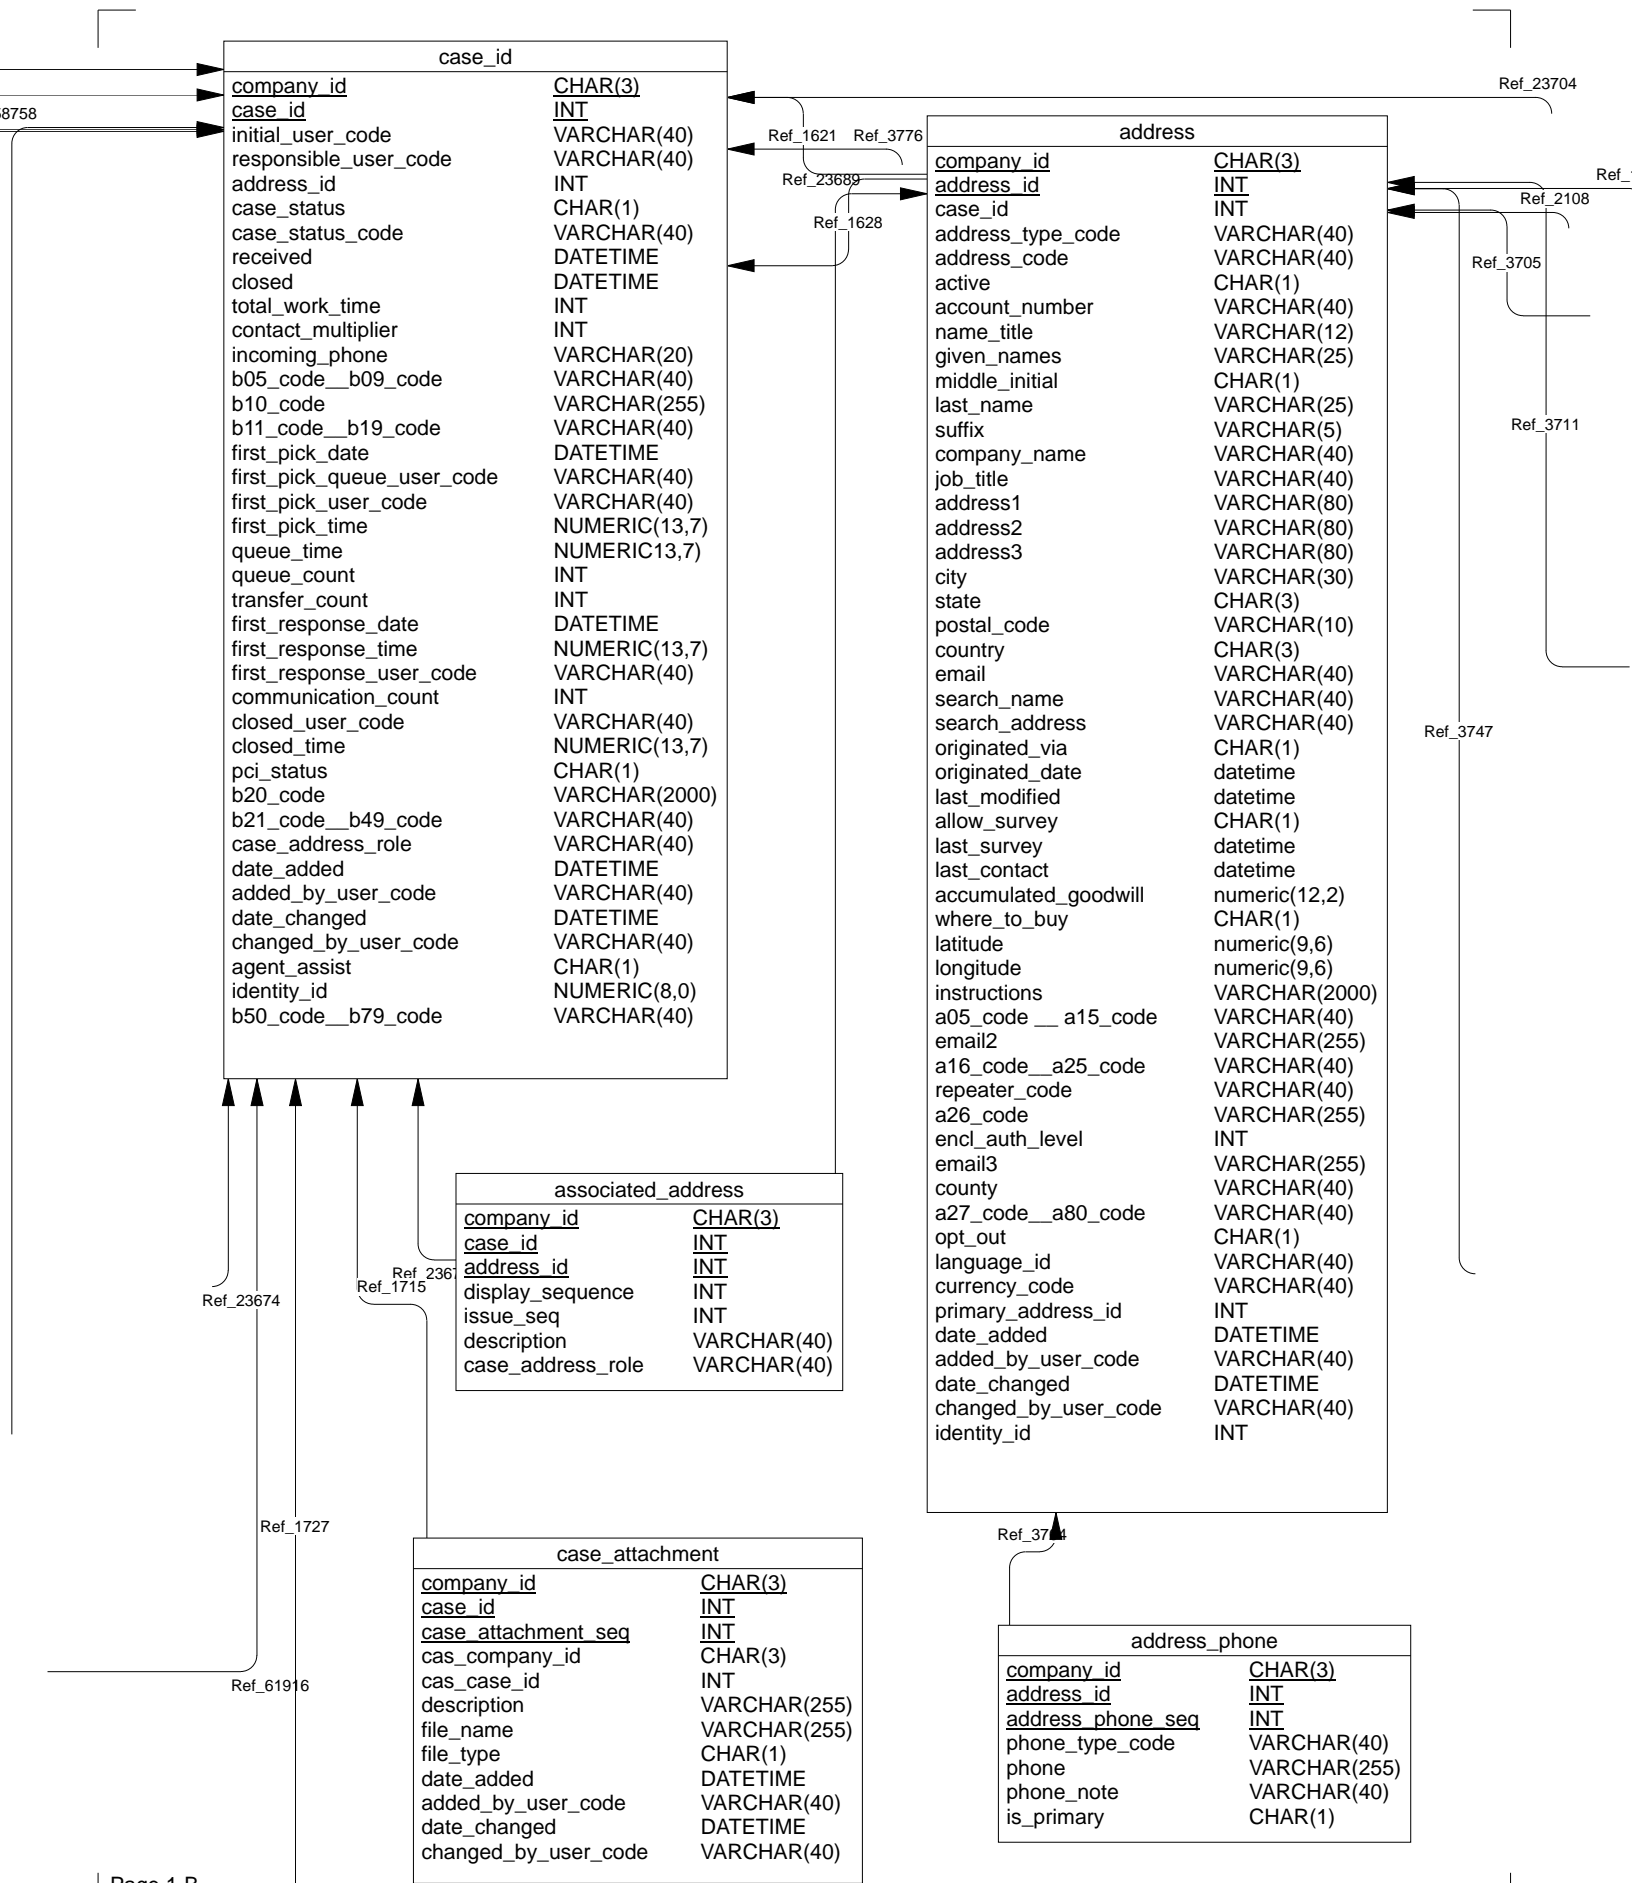 case_id
company_id CHAR(3)
case_id INT
initial_user_code VARCHAR(40)
responsible_user_code VARCHAR(40)
address_id INT
case_status CHAR(1)
case_status_code VARCHAR(40)
received DATETIME
closed DATETIME
total_work_time INT
contact_multiplier INT
incoming_phone VARCHAR(20)
b05_code__b09_code VARCHAR(40)
b10_code VARCHAR(255)
b11_code__b19_code VARCHAR(40)
first_pick_date DATETIME
first_pick_queue_user_code VARCHAR(40)
first_pick_user_code VARCHAR(40)
first_pick_time NUMERIC(13,7)
queue_time NUMERIC13,7)
queue_count INT
transfer_count INT
first_response_date DATETIME
first_response_time NUMERIC(13,7)
first_response_user_code VARCHAR(40)
communication_count INT
closed_user_code VARCHAR(40)
closed_time NUMERIC(13,7)
pci_status CHAR(1)
b20_code VARCHAR(2000)
b21_code__b49_code VARCHAR(40)
case_address_role VARCHAR(40)
date_added DATETIME
added_by_user_code VARCHAR(40)
date_changed DATETIME
changed_by_user_code VARCHAR(40)
agent_assist CHAR(1)
identity_id NUMERIC(8,0)
b50_code__b79_code VARCHAR(40)
8758
Ref_23704
Ref_1621
Ref_3776
Ref_23689
Ref_1628
address
company_id CHAR(3)
address_id INT
case_id INT
address_type_code VARCHAR(40)
address_code VARCHAR(40)
active CHAR(1)
account_number VARCHAR(40)
name_title VARCHAR(12)
given_names VARCHAR(25)
middle_initial CHAR(1)
last_name VARCHAR(25)
suffix VARCHAR(5)
company_name VARCHAR(40)
job_title VARCHAR(40)
address1 VARCHAR(80)
address2 VARCHAR(80)
address3 VARCHAR(80)
city VARCHAR(30)
state CHAR(3)
postal_code VARCHAR(10)
country CHAR(3)
email VARCHAR(40)
search_name VARCHAR(40)
search_address VARCHAR(40)
originated_via CHAR(1)
originated_date datetime
last_modified datetime
allow_survey CHAR(1)
last_survey datetime
last_contact datetime
accumulated_goodwill numeric(12,2)
where_to_buy CHAR(1)
latitude numeric(9,6)
longitude numeric(9,6)
instructions VARCHAR(2000)
a05_code __ a15_code VARCHAR(40)
email2 VARCHAR(255)
a16_code__a25_code VARCHAR(40)
repeater_code VARCHAR(40)
a26_code VARCHAR(255)
encl_auth_level INT
email3 VARCHAR(255)
county VARCHAR(40)
a27_code__a80_code VARCHAR(40)
opt_out CHAR(1)
language_id VARCHAR(40)
currency_code VARCHAR(40)
primary_address_id INT
date_added DATETIME
added_by_user_code VARCHAR(40)
date_changed DATETIME
changed_by_user_code VARCHAR(40)
identity_id INT
Ref_
Ref_2108
Ref_3705
Ref_3711
Ref_3747
associated_address
company_id CHAR(3)
case_id INT
address_id INT
display_sequence INT
issue_seq INT
description VARCHAR(40)
case_address_role VARCHAR(40)
Ref_2367
Ref_1715
Ref_23674
Ref_1727
Ref_61916
case_attachment
company_id CHAR(3)
case_id INT
case_attachment_seq INT
cas_company_id CHAR(3)
cas_case_id INT
description VARCHAR(255)
file_name VARCHAR(255)
file_type CHAR(1)
date_added DATETIME
added_by_user_code VARCHAR(40)
date_changed DATETIME
changed_by_user_code VARCHAR(40)
address_phone
company_id CHAR(3)
address_id INT
address_phone_seq INT
phone_type_code VARCHAR(40)
phone VARCHAR(255)
phone_note VARCHAR(40)
is_primary CHAR(1)